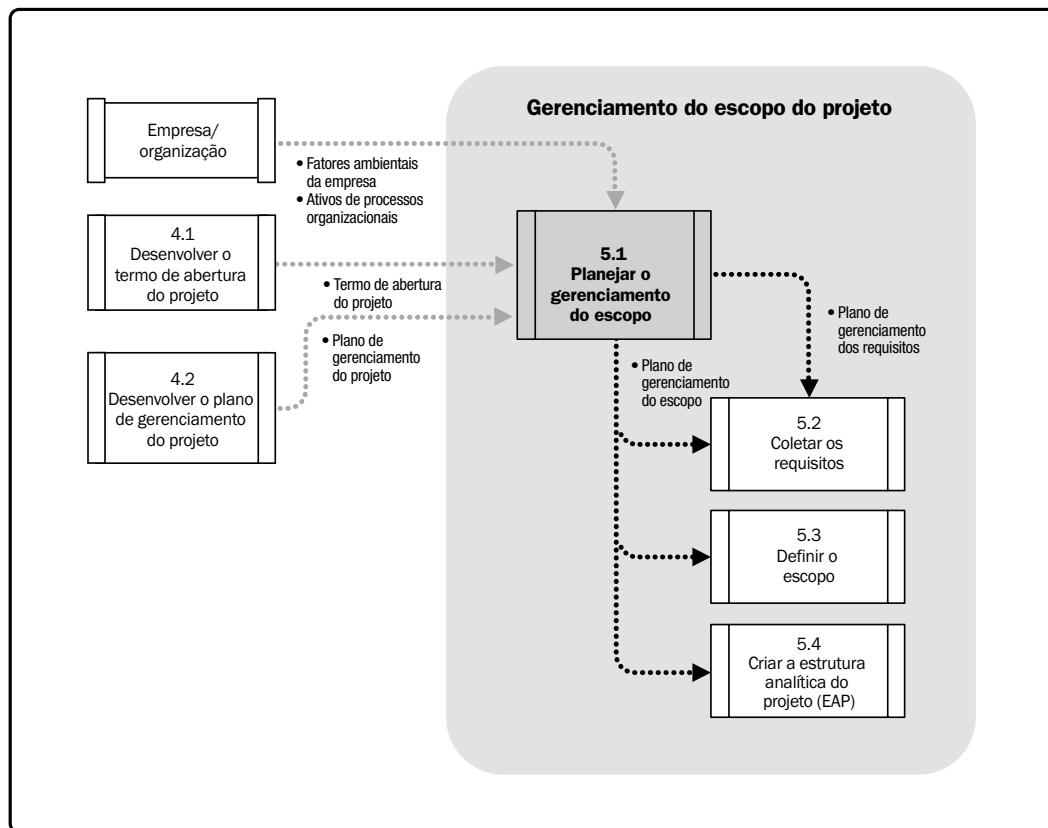 Gerenciamento do escopo do projeto
Empresa/
organização
• Fatores ambientais
da empresa
• Ativos de processos
organizacionais
4.1
Desenvolver o
termo de abertura
do projeto
• Termo de abertura
do projeto
5.1
Planejar o
gerenciamento
do escopo
• Plano de
gerenciamento
dos requisitos
• Plano de
gerenciamento
do projeto
4.2
Desenvolver o plano
de gerenciamento
do projeto
• Plano de
gerenciamento
do escopo
5.2
Coletar os
requisitos
5.3
Definir o
escopo
5.4
Criar a estrutura
analítica do
projeto (EAP)